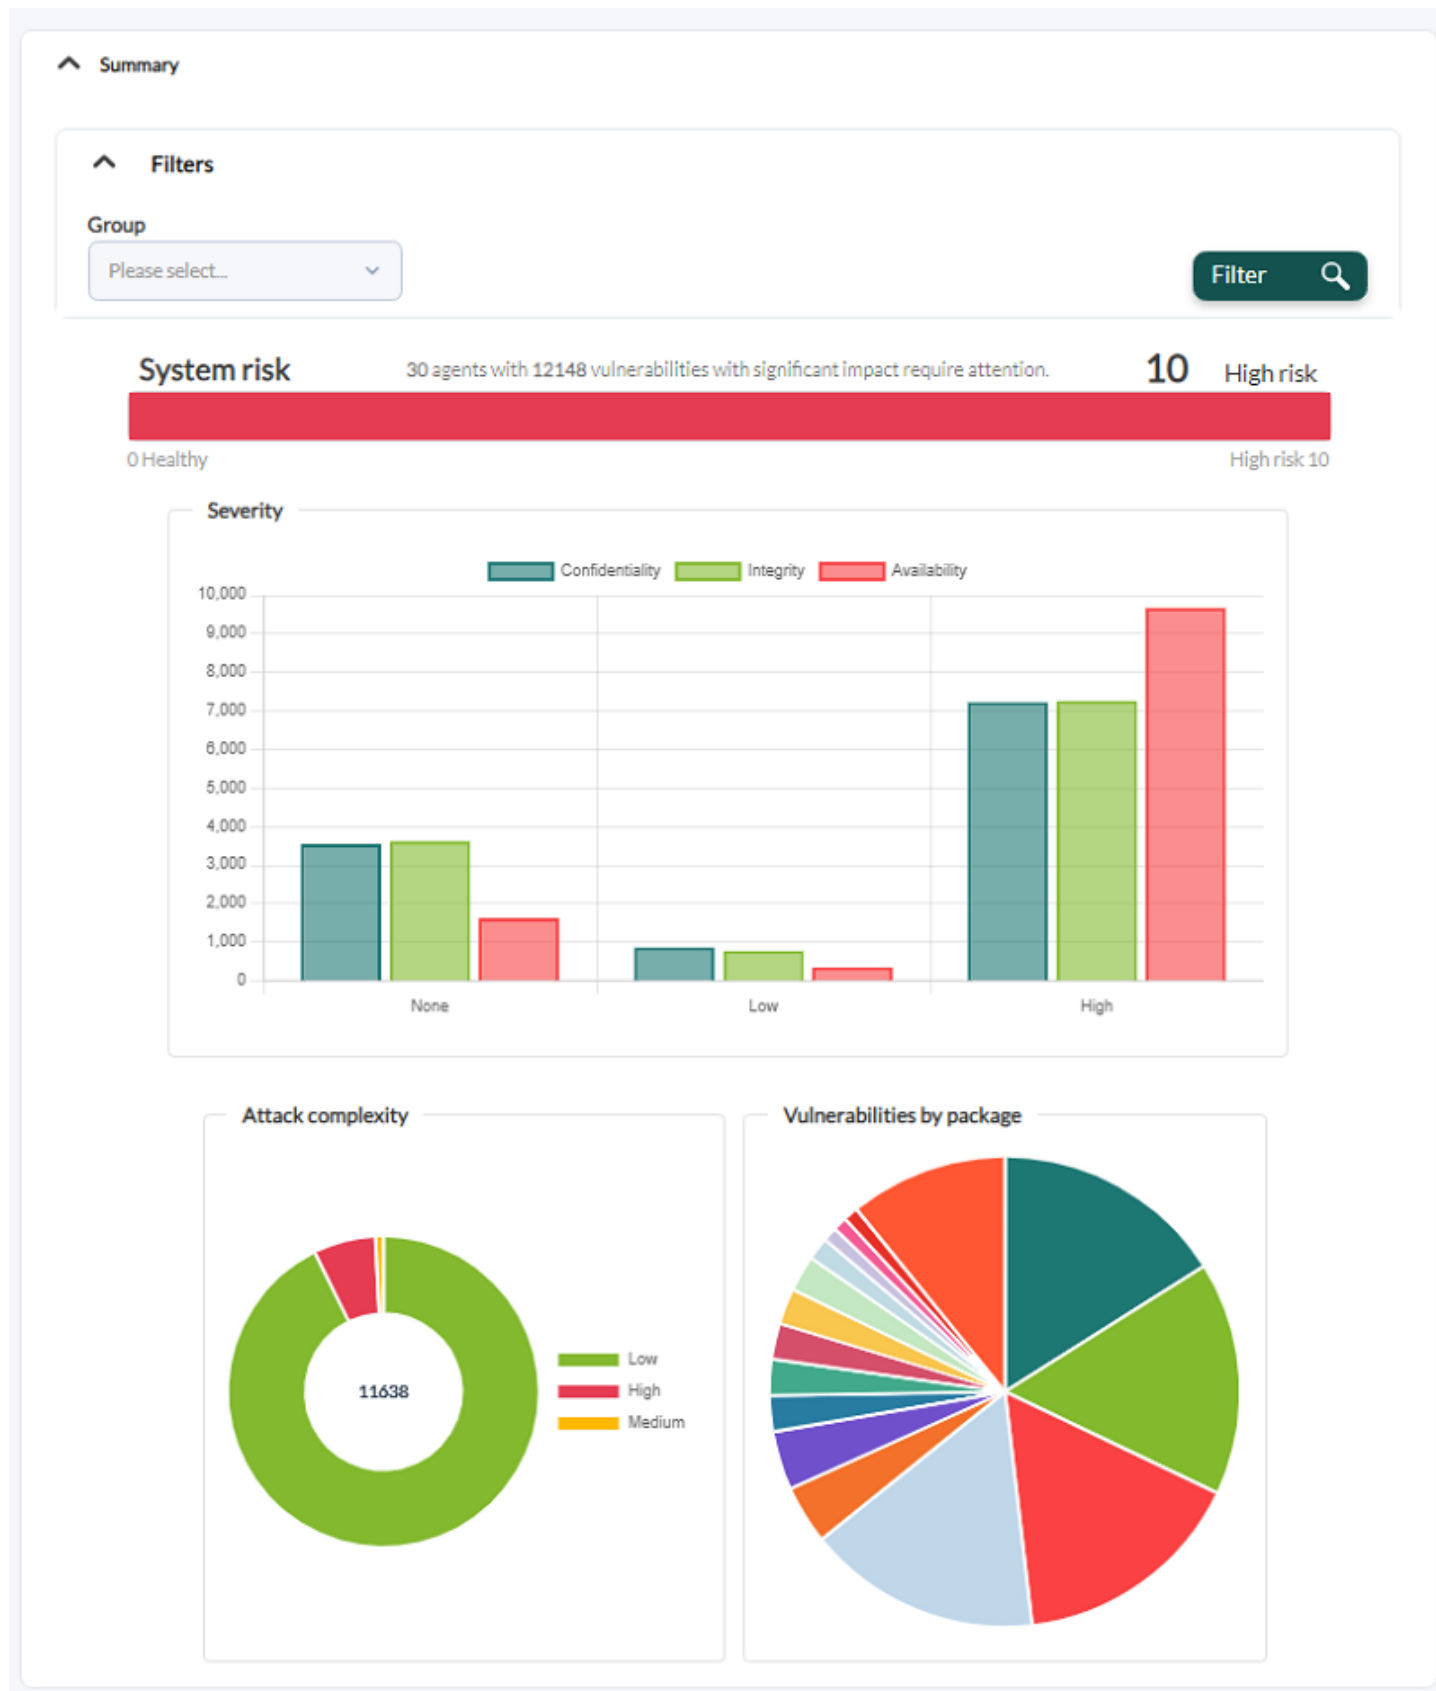 Summary
Filters
Group
Please select...
Filter
System risk
30 agents with 12148 vulnerabilities with significant impact require attention.
10 High risk
0 Healthy
High risk 10
Severity
Confidentiality Integrity Availability
10,000
9,000
8,000
7,000
6,000
5,000
4,000
3,000
2,000
1,000
0
None Low High
Attack complexity
11638
Low
High
Medium
Vulnerabilities by package